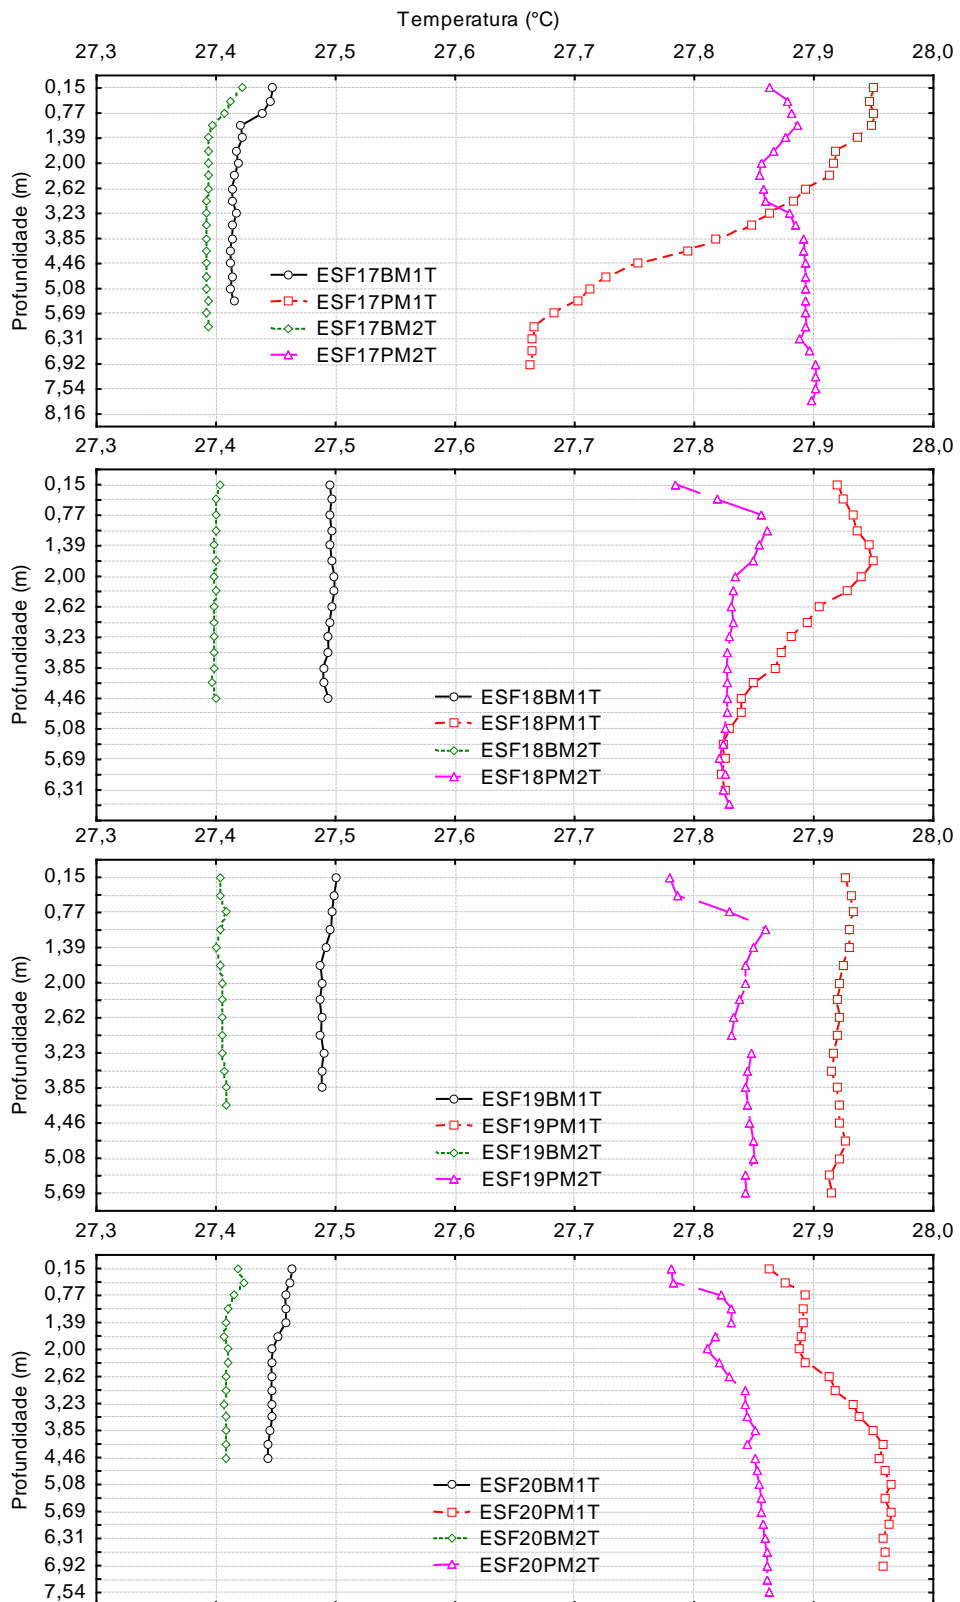 Temperatura (°C)
27,3 27,4 27,5 27,6 27,7 27,8 27,9 28,0
Profundidade (m)
0,15
0,77
1,39
2,00
2,62
3,23
3,85
4,46
5,08
5,69
6,31
6,92
7,54
8,16
ESF17BM1T
ESF17PM1T
ESF17BM2T
ESF17PM2T
27,3 27,4 27,5 27,6 27,7 27,8 27,9 28,0
Profundidade (m)
0,15
0,77
1,39
2,00
2,62
3,23
3,85
4,46
5,08
5,69
6,31
ESF18BM1T
ESF18PM1T
ESF18BM2T
ESF18PM2T
27,3 27,4 27,5 27,6 27,7 27,8 27,9 28,0
Profundidade (m)
0,15
0,77
1,39
2,00
2,62
3,23
3,85
4,46
5,08
5,69
ESF19BM1T
ESF19PM1T
ESF19BM2T
ESF19PM2T
27,3 27,4 27,5 27,6 27,7 27,8 27,9 28,0
Profundidade (m)
0,15
0,77
1,39
2,00
2,62
3,23
3,85
4,46
5,08
5,69
6,31
6,92
7,54
ESF20BM1T
ESF20PM1T
ESF20BM2T
ESF20PM2T